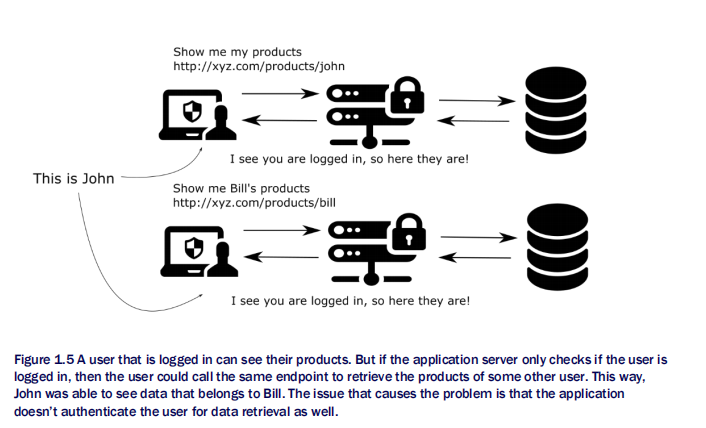 Show me my products
http://xyz.com/products/john
I see you are logged in, so here they are!
This is John
Show me Bill's products
http://xyz.com/products/bill
I see you are logged in, so here they are!
Figure 1.5 A user that is logged in can see their products. But if the application server only checks if the user is
logged in, then the user could call the same endpoint to retrieve the products of some other user. This way,
John was able to see data that belongs to Bill. The issue that causes the problem is that the application
doesn't authenticate the user for data retrieval as well.